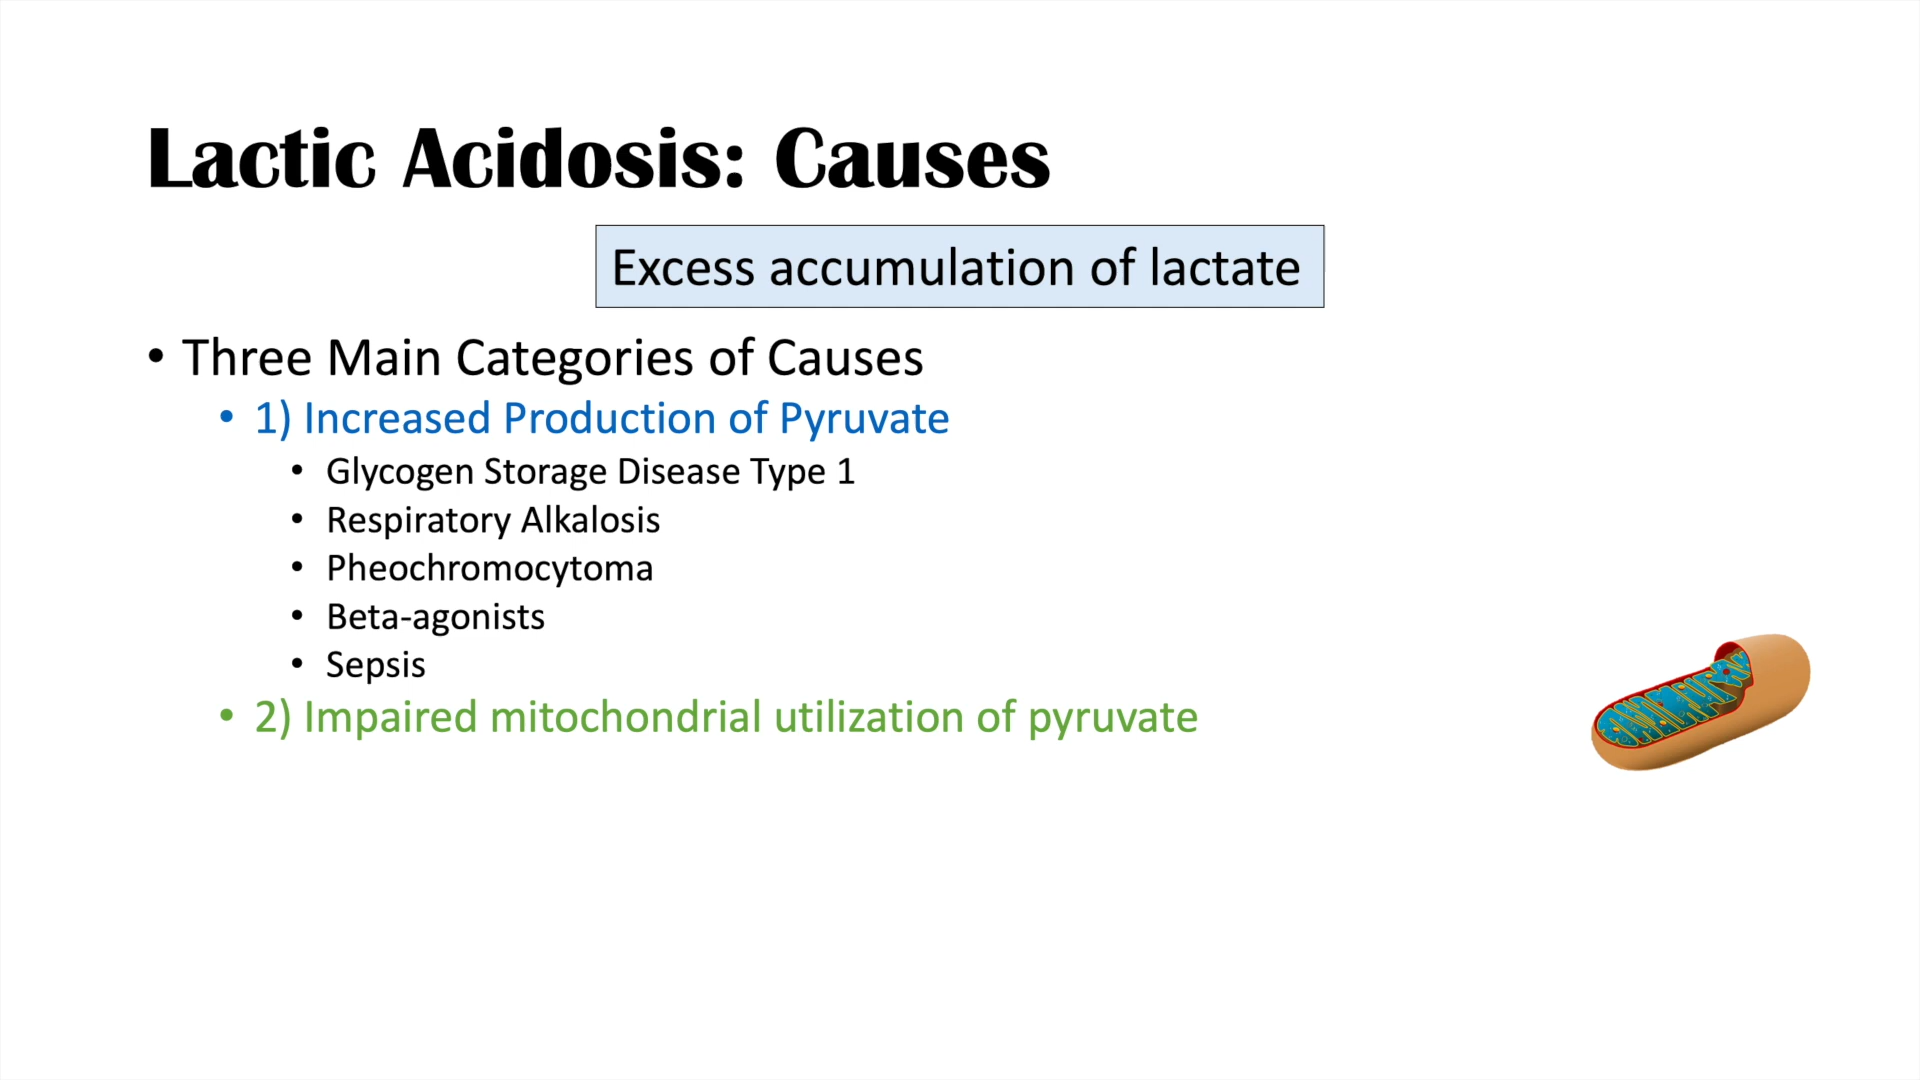 Lactic Acidosis: Causes
Excess accumulation of lactate
• Three Main Categories of Causes
• 1) Increased Production of Pyruvate
• Glycogen Storage Disease Type 1
• Respiratory Alkalosis
• Pheochromocytoma
• Beta-agonists
• Sepsis
• 2) Impaired mitochondrial utilization of pyruvate